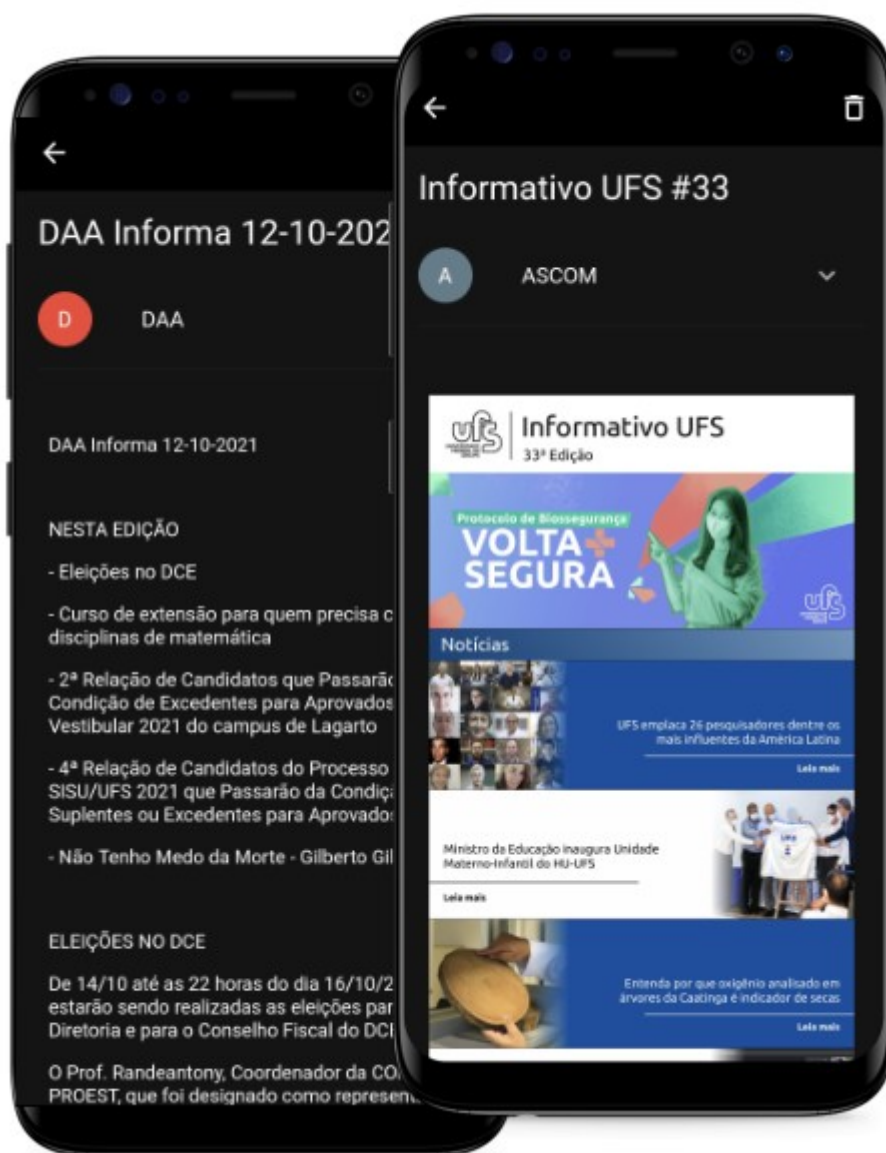 DAA Informa 12-10-202
D
DAA
DAA Informa 12-10-2021
NESTA EDIÇÃO
- Eleições no DCE
- Curso de extensão para quem precisa c
disciplinas de matemática
- 2ª Relação de Candidatos que Passarão
Condição de Excedentes para Aprovados
Vestibular 2021 do campus de Lagarto
- 4ª Relação de Candidatos do Processo
SISU/UFS 2021 que Passarão da Condiç
Suplentes ou Excedentes para Aprovado
- Não Tenho Medo da Morte - Gilberto Gil
ELEIÇÕES NO DCE
De 14/10 até as 22 horas do dia 16/10/2
estarão sendo realizadas as eleições par
Diretoria e para o Conselho Fiscal do DCE
O Prof. Randeantony, Coordenador da CO
PROEST, que foi designado como represent
Informativo UFS #33
A
ASCOM
ufs
Informativo UFS
33ª Edição
Protocolo de Biossegurança
VOLTA
SEGURA
ufs
Notícias
UFS emplaca 26 pesquisadores dentre os
mais influentes da América Latina
Leia mais
Ministro da Educação inaugura Unidade
Materno-Infantil do HU-UFS
Leia mais
UFS
Entenda por que oxigênio analisado em
árvores da Caatinga é indicador de secas
Leia mais